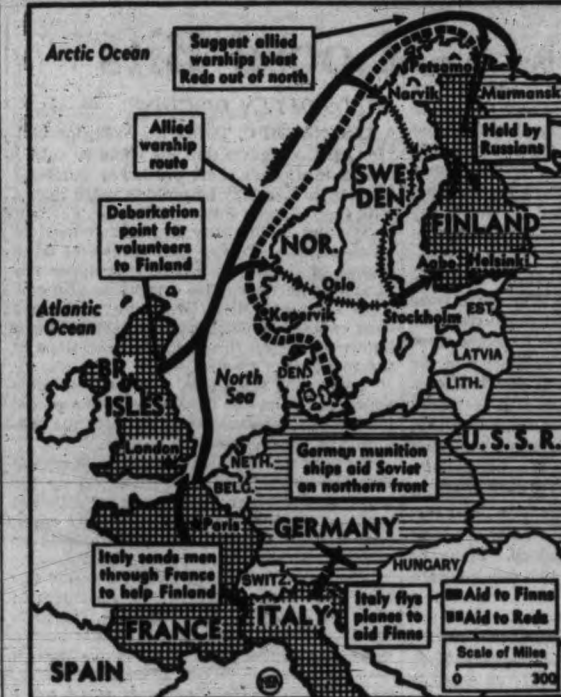 Arctic Ocean
Suggest allied
warships blast
Reds out of north
Petsamo
Narvik
Murmansk
Held by
Russians
Allied
warship
route
SWE
DEN
FINLAND
Debarkation
point for
volunteers
to Finland
NOR.
Oslo
Abo
Helsinki
Kopervik
Stockholm
Atlantic
Ocean
EST.
LATVIA
LITH.
DEN.
North
Sea
BR.
ISLES
London
U.S.S.R.
NETH.
BELG.
German munition
ships aid Soviet
on northern front
Paris
GERMANY
Italy sends men
through France
to help Finland
SWITZ.
HUNGARY
Italy flys
planes to
aid Finns
Aid to Finns
Aid to Reds
ITALY
FRANCE
SPAIN
Scale of Miles
0 300